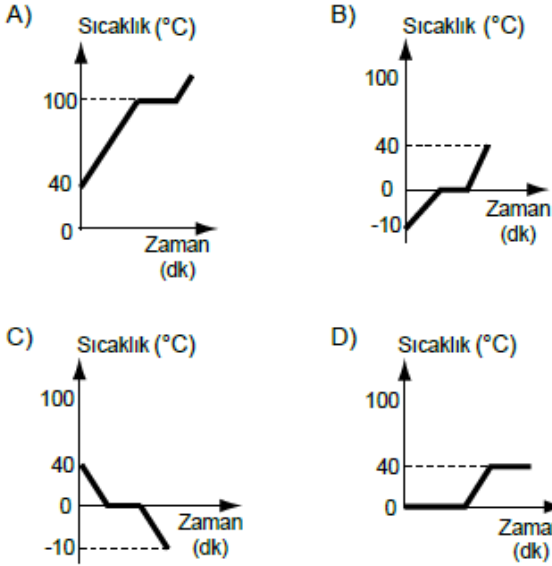 A)
Sıcaklık (°C)
100
40
0
Zaman
(dk)
B)
Sıcaklık (°C)
100
40
0
-10
Zaman
(dk)
C)
Sıcaklık (°C)
100
40
0
-10
Zaman
(dk)
D)
Sıcaklık (°C)
100
40
0
Zama
(dk)